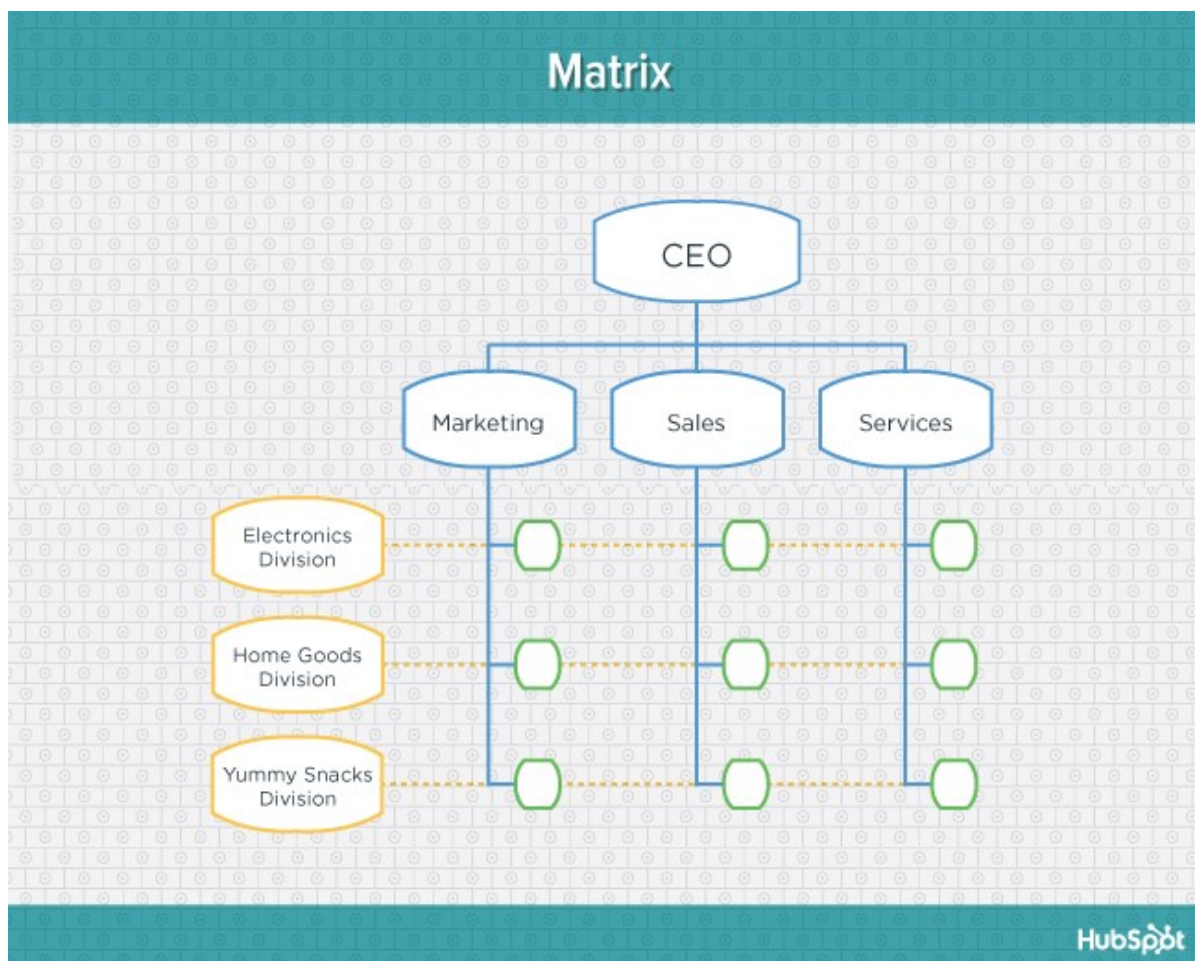 Matrix
CEO
Marketing
Sales
Services
Electronics
Division
Home Goods
Division
Yummy Snacks
Division
HubSpot